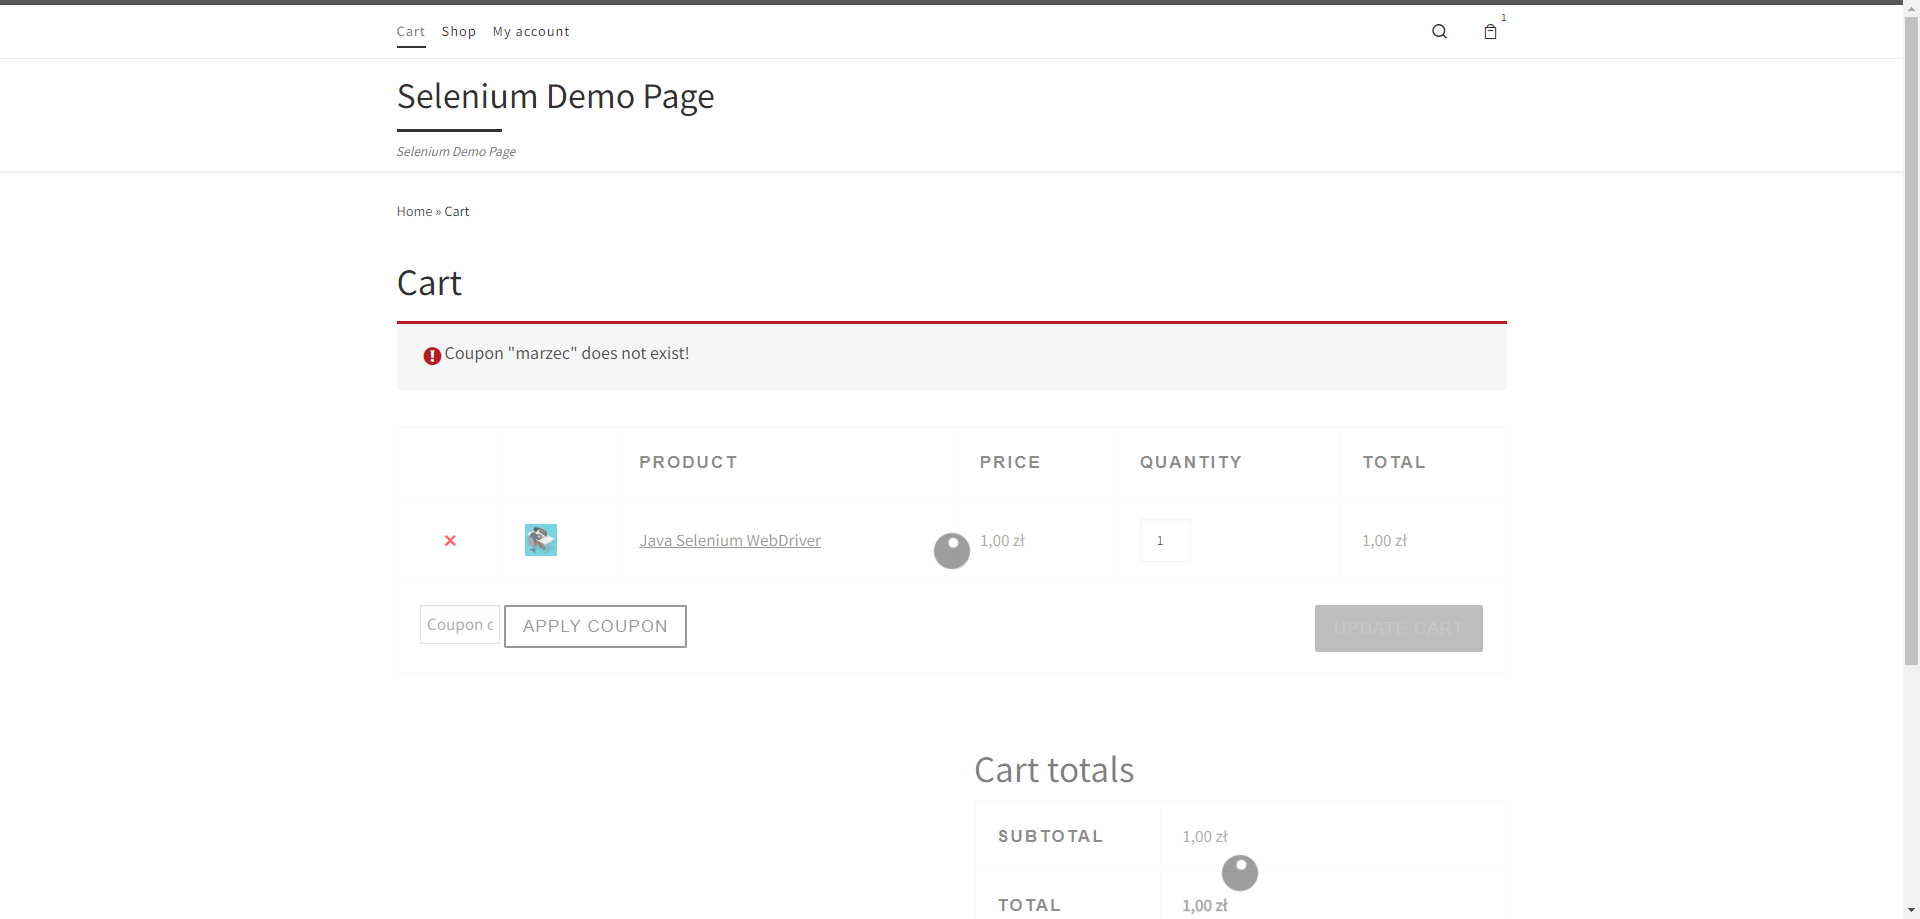 Cart Shop My account 1
Selenium Demo Page
Selenium Demo Page
Home » Cart
Cart
Coupon "marzec" does not exist!
PRODUCT PRICE QUANTITY TOTAL
× Java Selenium WebDriver 1,00 zł 1 1,00 zł
Coupon c APPLY COUPON UPDATE CART
Cart totals
SUBTOTAL 1,00 zł
TOTAL 1,00 zł